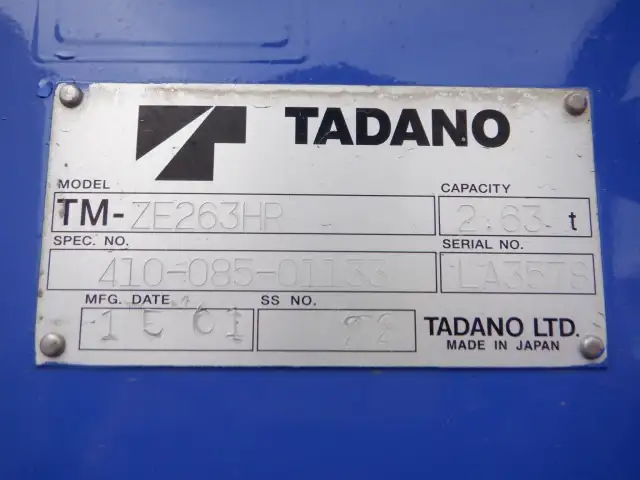 TADANO
MODEL
CAPACITY
TM-ZE263HR
2.63 t
SPEC. NO.
SERIAL NO.
410-085-01133
LA3578
MFG. DATE
SS NO.
72
TADANO LTD.
MADE IN JAPAN